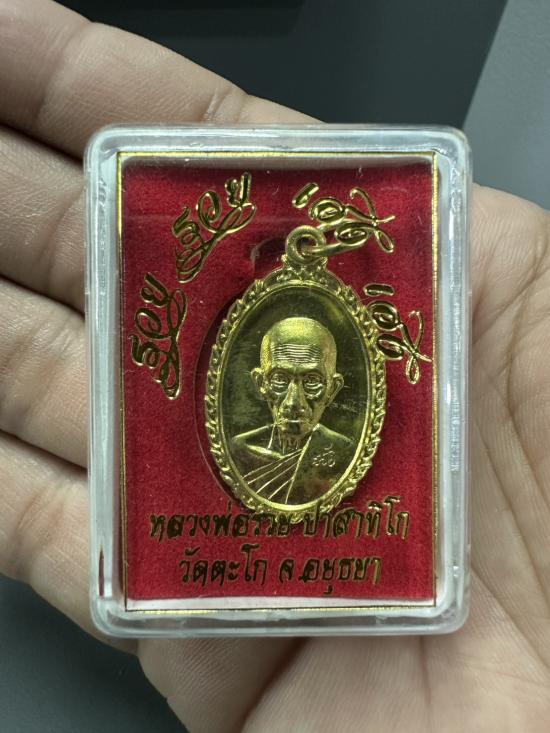 รวย รวย เฮง เฮง
หลวงพ่อรวย ปาสาทิโก
วัดตะโก จ.อยุธยา